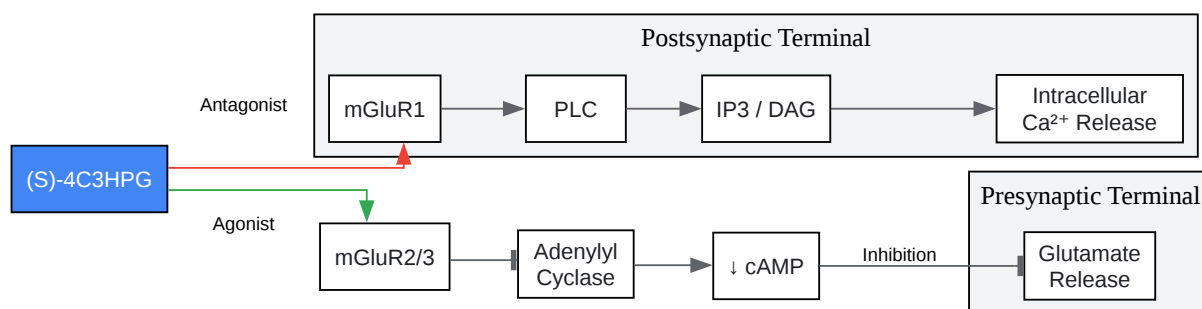 Postsynaptic Terminal
Antagonist
mGluR1
PLC
IP3 / DAG
Intracellular
Ca²⁺ Release
(S)-4C3HPG
Agonist
mGluR2/3
Adenylyl
Cyclase
↓ cAMP
Inhibition
Presynaptic Terminal
Glutamate
Release